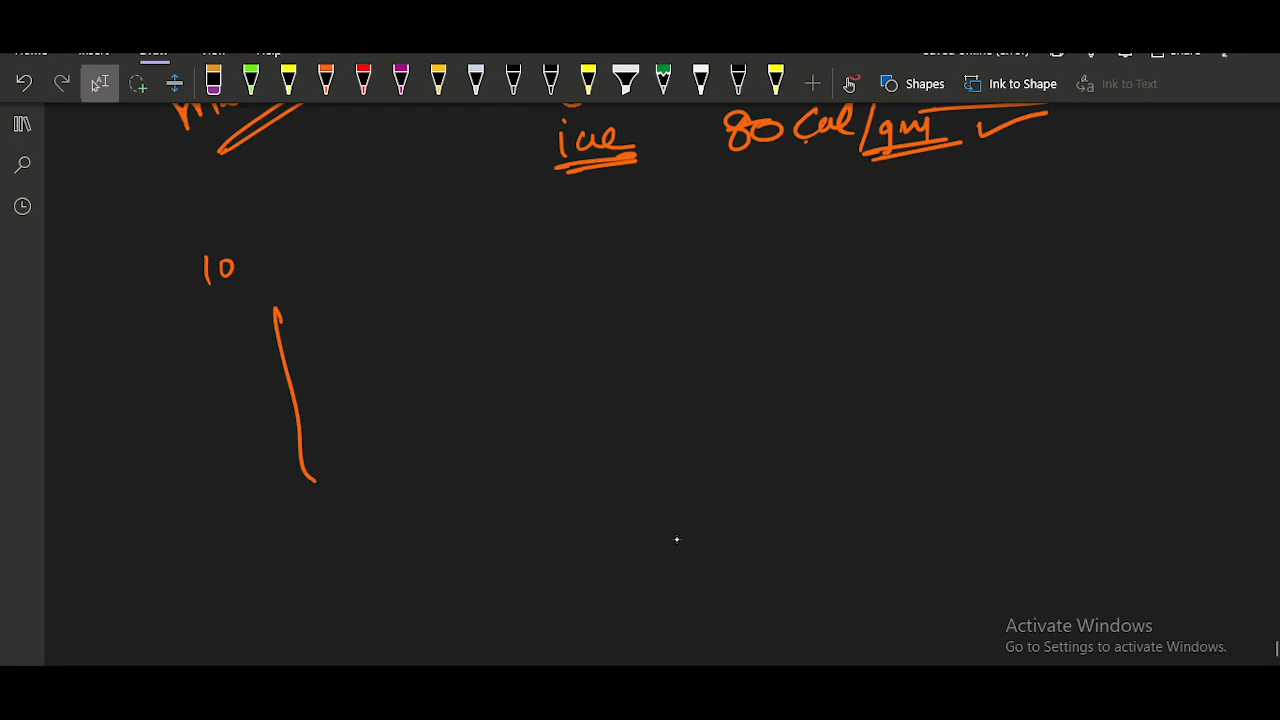 Draw
Shapes
Ink to Shape
Ink to Text
ice 80 Cal/gm
10
Activate Windows
Go to Settings to activate Windows.